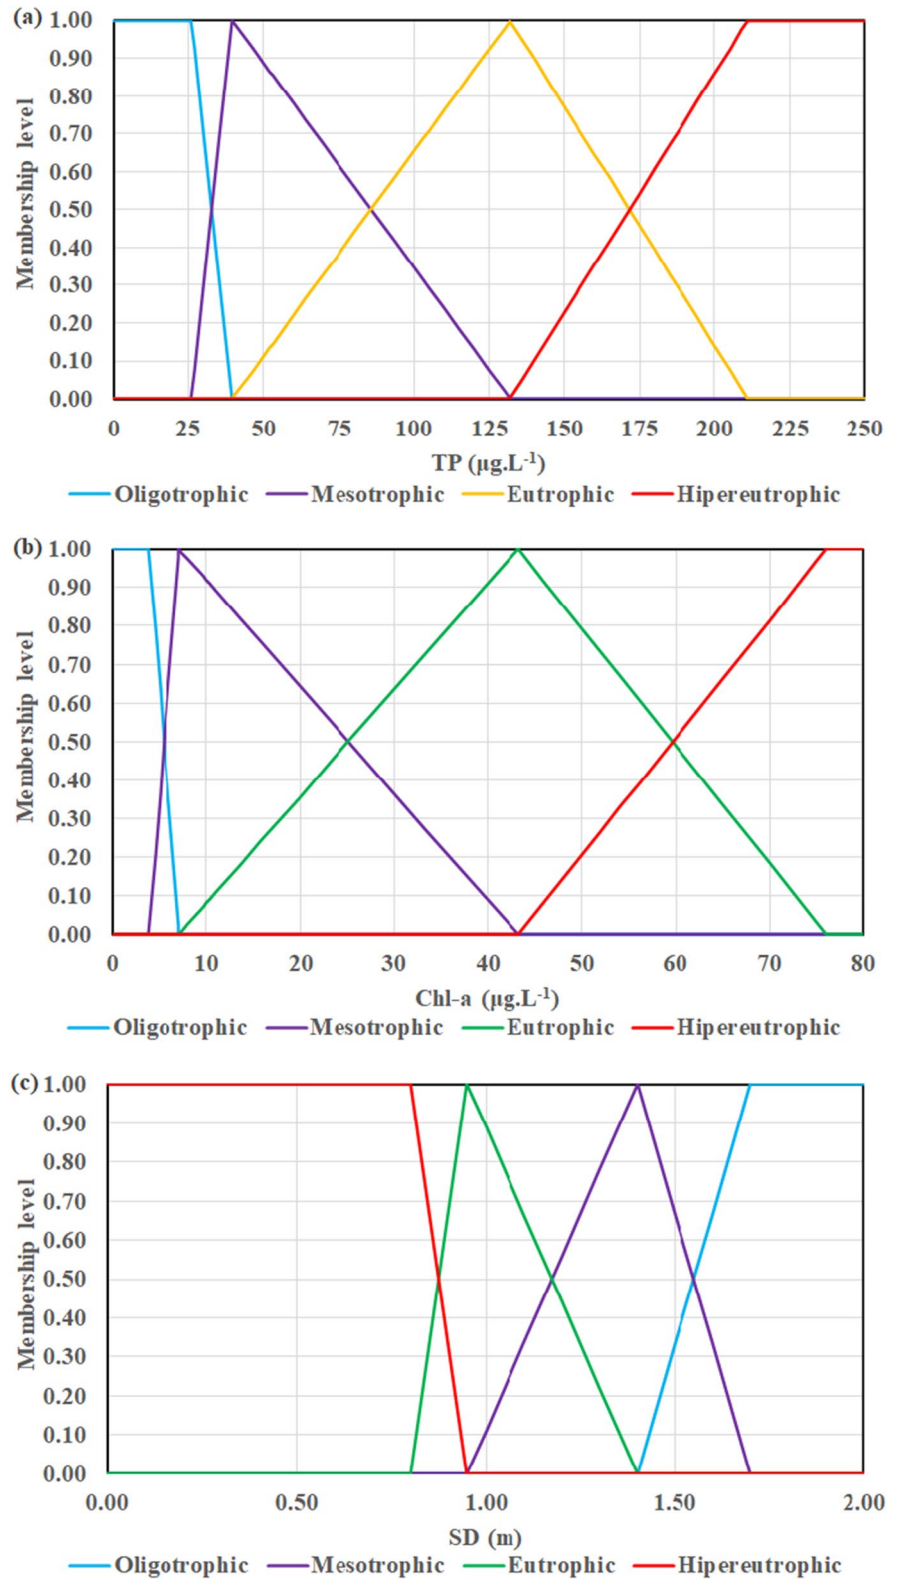 (a)
Membership level
1.00
0.90
0.80
0.70
0.60
0.50
0.40
0.30
0.20
0.10
0.00
0 25 50 75 100 125 150 175 200 225 250
TP (µg.L⁻¹)
Oligotrophic Mesotrophic Eutrophic Hipereutrophic
(b)
Membership level
1.00
0.90
0.80
0.70
0.60
0.50
0.40
0.30
0.20
0.10
0.00
0 10 20 30 40 50 60 70 80
Chl-a (µg.L⁻¹)
Oligotrophic Mesotrophic Eutrophic Hipereutrophic
(c)
Membership level
1.00
0.90
0.80
0.70
0.60
0.50
0.40
0.30
0.20
0.10
0.00
0.00 0.50 1.00 1.50 2.00
SD (m)
Oligotrophic Mesotrophic Eutrophic Hipereutrophic